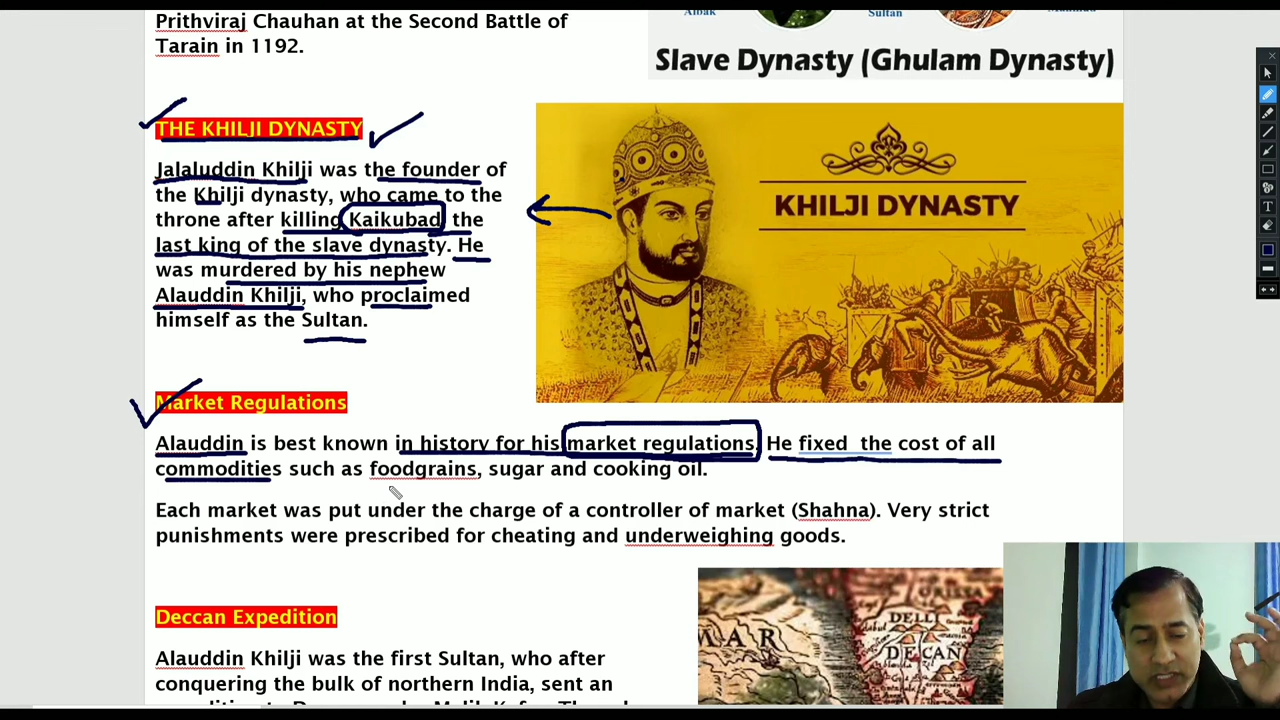 Prithviraj Chauhan at the Second Battle of
Tarain in 1192.
Aibak
Sultan
Slave Dynasty (Ghulam Dynasty)
THE KHILJI DYNASTY
Jalaluddin Khilji was the founder of
the Khilji dynasty, who came to the
throne after killing Kaikubad, the
last king of the slave dynasty. He
was murdered by his nephew
Alauddin Khilji, who proclaimed
himself as the Sultan.
KHILJI DYNASTY
Market Regulations
Alauddin is best known in history for his market regulations. He fixed the cost of all
commodities such as foodgrains, sugar and cooking oil.
Each market was put under the charge of a controller of market (Shahna). Very strict
punishments were prescribed for cheating and underweighing goods.
Deccan Expedition
Alauddin Khilji was the first Sultan, who after
conquering the bulk of northern India, sent an
ORISSA
DELLI
MAR
DECAN
T